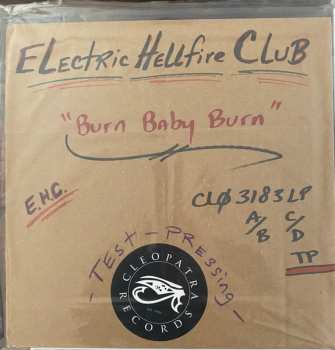 ELectric Hellfire CLUB
"Burn Baby Burn"
E.H.C.
CLØ3183LP
A/B C/D
TP
-TEST-PRESSING-
CLEOPATRA
RECORDS